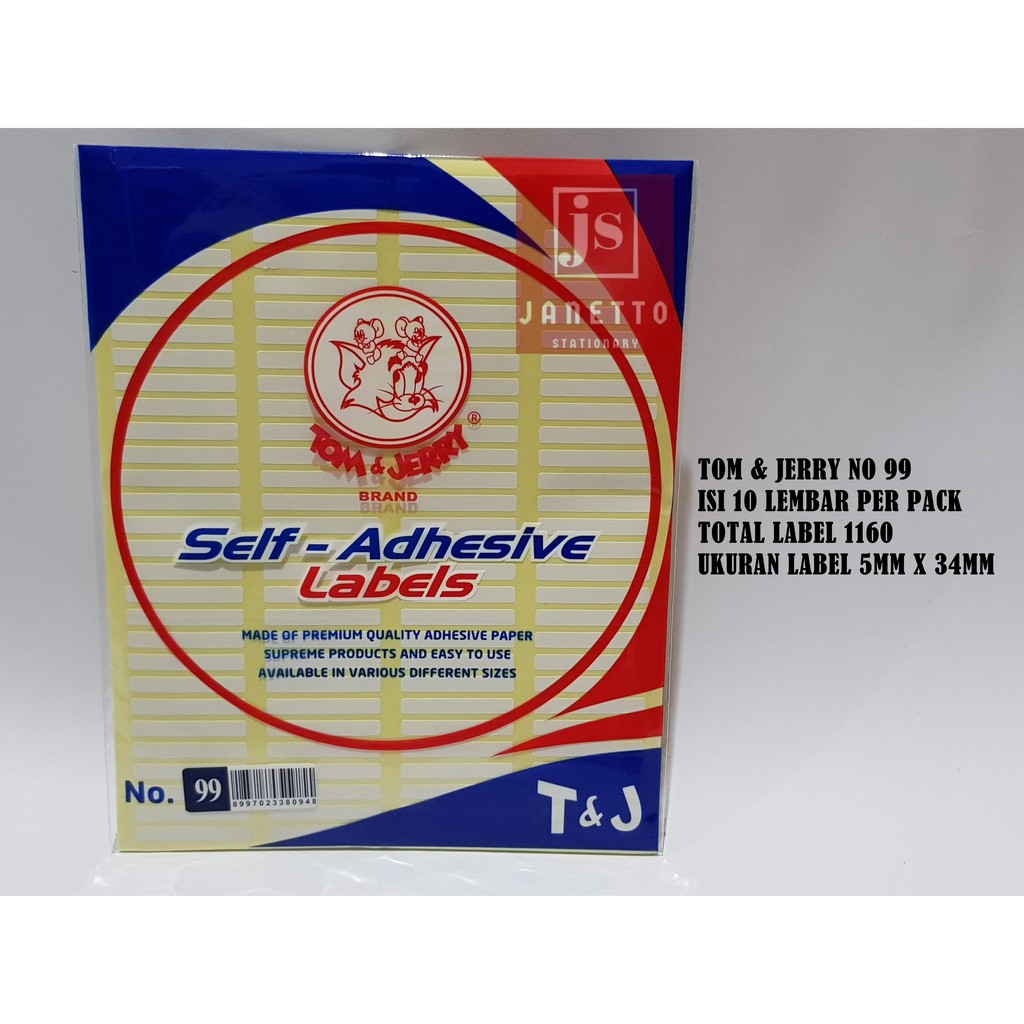 js
JANETTO
STATIONARY
TOM & JERRY ®
BRAND
Self - Adhesive
Labels
MADE OF PREMIUM QUALITY ADHESIVE PAPER
SUPREME PRODUCTS AND EASY TO USE
AVAILABLE IN VARIOUS DIFFERENT SIZES
No. 99
8997023380948
T & J
TOM & JERRY NO 99
ISI 10 LEMBAR PER PACK
TOTAL LABEL 1160
UKURAN LABEL 5MM X 34MM